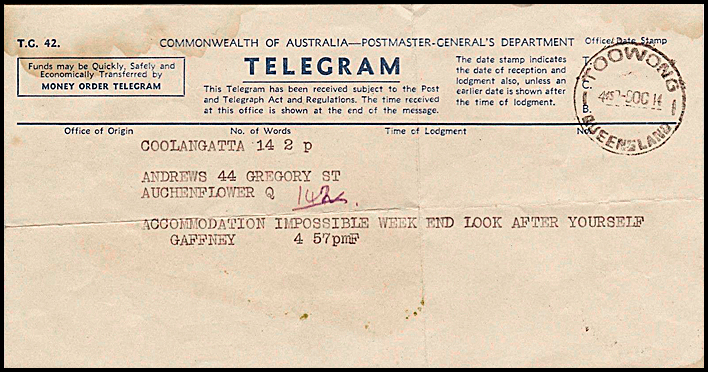 T.G. 42.
COMMONWEALTH OF AUSTRALIA—POSTMASTER-GENERAL'S DEPARTMENT
Office Date Stamp
Funds may be Quickly, Safely and
Economically Transferred by
MONEY ORDER TELEGRAM
TELEGRAM
This Telegram has been received subject to the Post
and Telegraph Act and Regulations. The time received
at this office is shown at the end of the message.
The date stamp indicates
the date of reception and
lodgment also, unless an
earlier date is shown after
the time of lodgment.
TOOWONG
QUEENSLAND
Office of Origin No. of Words Time of Lodgment No.
COOLANGATTA 14 2 p
ANDREWS 44 GREGORY ST
AUCHENFLOWER Q
ACCOMMODATION IMPOSSIBLE WEEK END LOOK AFTER YOURSELF
GAFFNEY 4 57pmF